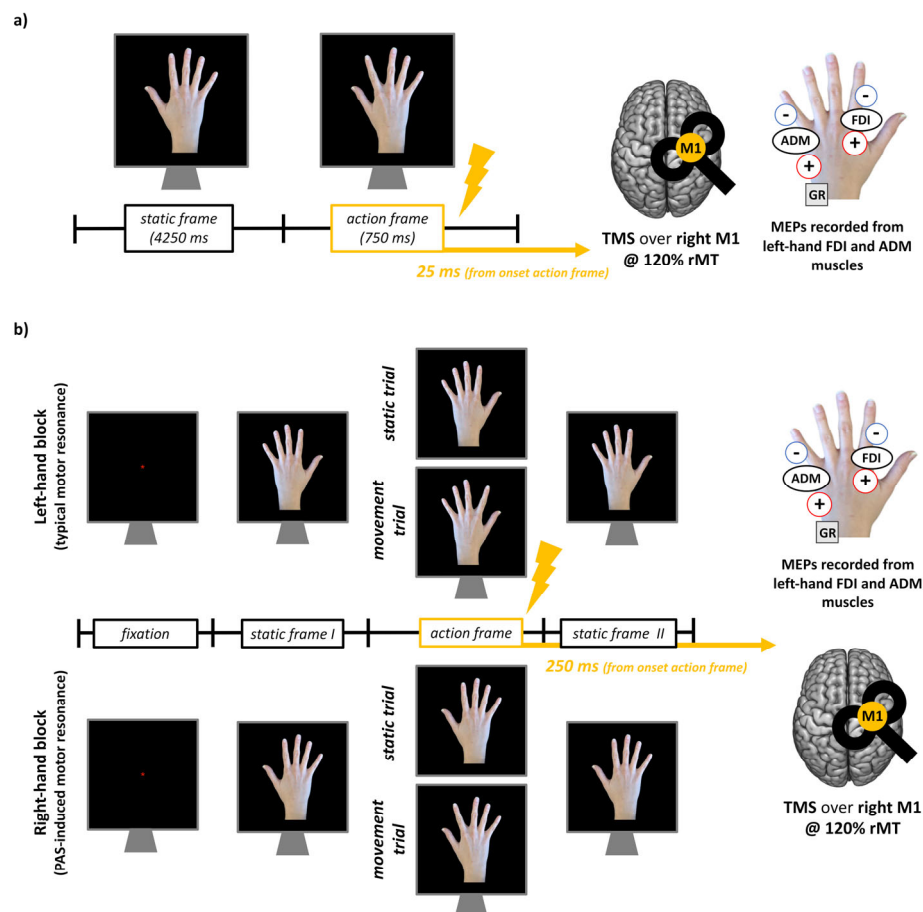 a)
static frame
(4250 ms
action frame
(750 ms)
25 ms (from onset action frame)
M1
TMS over right M1
@ 120% rMT
-
-
FDI
ADM
+
+
GR
MEPs recorded from
left-hand FDI and ADM
muscles
b)
Left-hand block
(typical motor resonance)
static trial
movement
trial
-
-
FDI
ADM
+
+
GR
MEPs recorded from
left-hand FDI and ADM
muscles
fixation
static frame I
action frame
static frame II
250 ms (from onset action frame)
Right-hand block
(PAS-induced motor resonance)
static trial
movement
trial
M1
TMS over right M1
@ 120% rMT